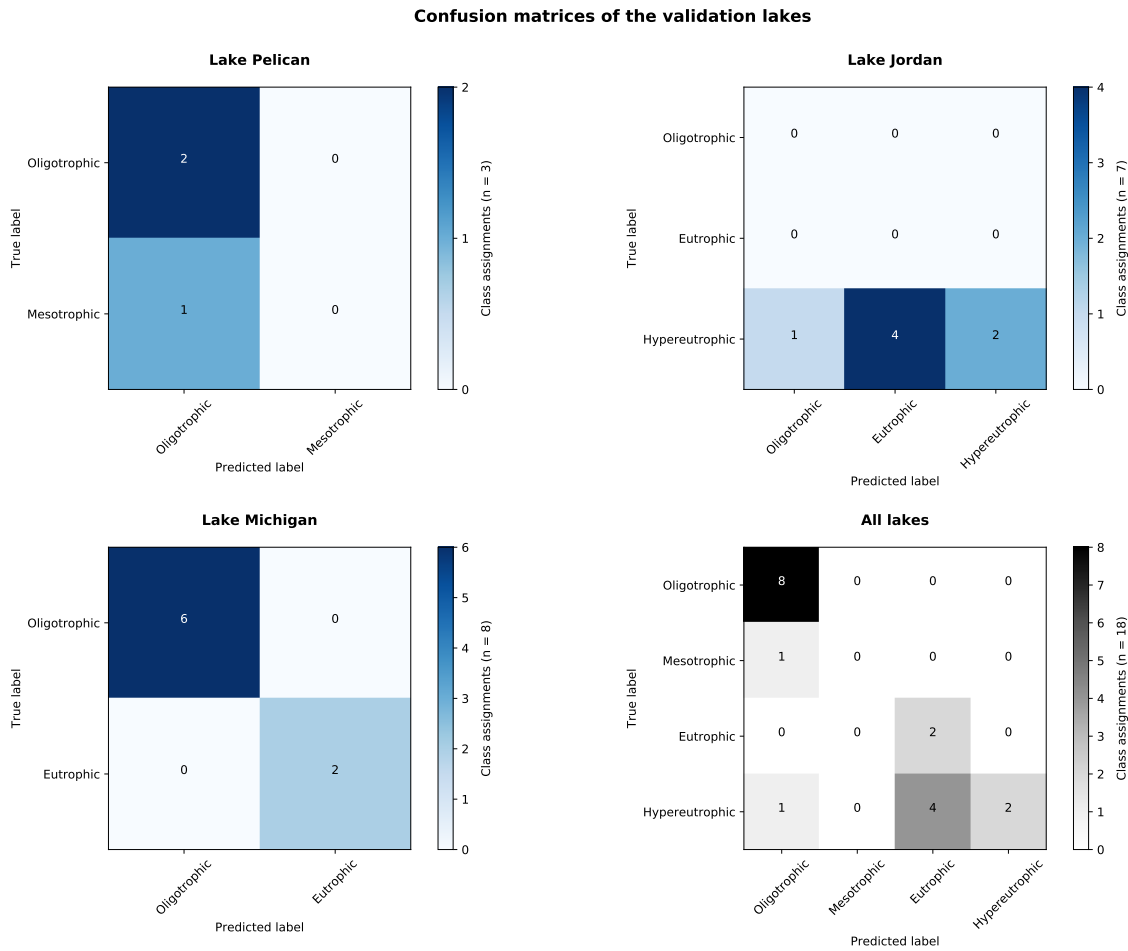 Confusion matrices of the validation lakes
Lake Pelican
True label
Oligotrophic
Mesotrophic
2 0
1 0
Oligotrophic
Mesotrophic
Predicted label
2
1
0
Class assignments (n = 3)
Lake Jordan
True label
Oligotrophic
Eutrophic
Hypereutrophic
0 0 0
0 0 0
1 4 2
Oligotrophic
Eutrophic
Hypereutrophic
Predicted label
4
3
2
1
0
Class assignments (n = 7)
Lake Michigan
True label
Oligotrophic
Eutrophic
6 0
0 2
Oligotrophic
Eutrophic
Predicted label
6
5
4
3
2
1
0
Class assignments (n = 8)
All lakes
True label
Oligotrophic
Mesotrophic
Eutrophic
Hypereutrophic
8 0 0 0
1 0 0 0
0 0 2 0
1 0 4 2
Oligotrophic
Mesotrophic
Eutrophic
Hypereutrophic
Predicted label
8
7
6
5
4
3
2
1
0
Class assignments (n = 18)